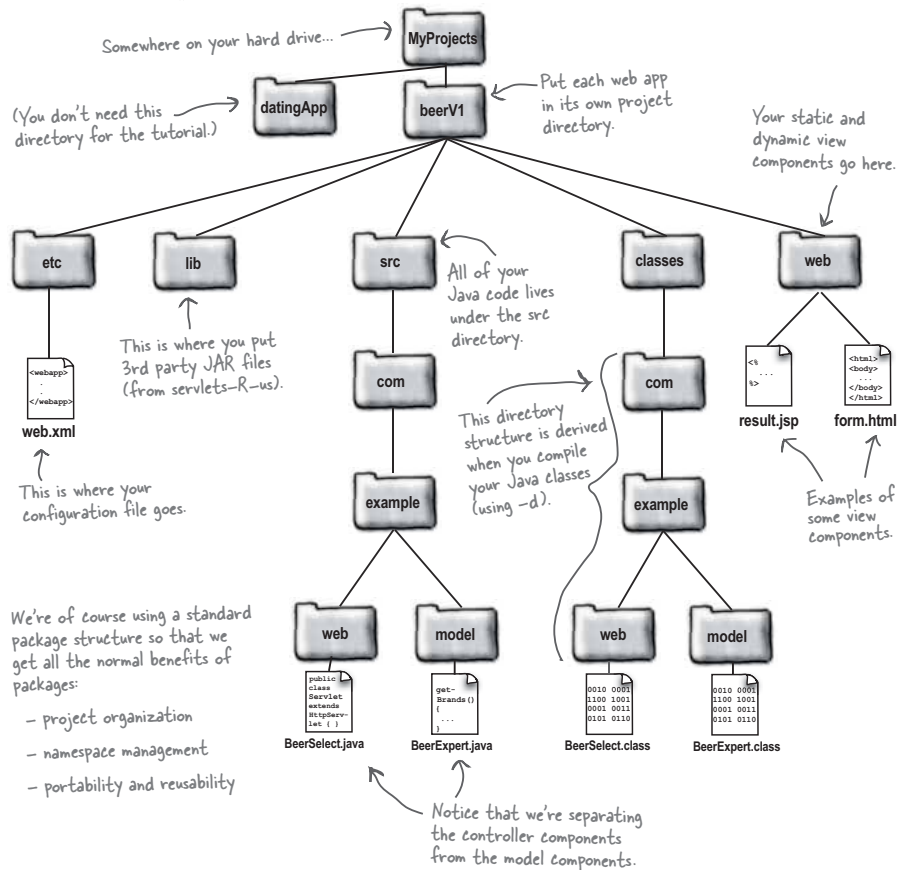 Somewhere on your hard drive...
MyProjects
(You don't need this
directory for the tutorial.)
datingApp
beerV1
Put each web app
in its own project
directory.
Your static and
dynamic view
components go here.
etc
lib
src
classes
web
All of your
Java code lives
under the src
directory.
This is where you put
3rd party JAR files
(from servlets-R-us).
<webapp>
.
.
</webapp>
web.xml
This is where your
configuration file goes.
com
com
This directory
structure is derived
when you compile
your Java classes
(using -d).
<%
...
%>
result.jsp
<html>
<body>
...
</body>
</html>
form.html
Examples of
some view
components.
example
example
We're of course using a standard
package structure so that we
get all the normal benefits of
packages:
– project organization
– namespace management
– portability and reusability
web
model
web
model
public
class
Servlet
extends
HttpServ-
let { }
BeerSelect.java
get-
Brands()
{
...
}
BeerExpert.java
0010 0001
1100 1001
0001 0011
0101 0110
BeerSelect.class
0010 0001
1100 1001
0001 0011
0101 0110
BeerExpert.class
Notice that we're separating
the controller components
from the model components.